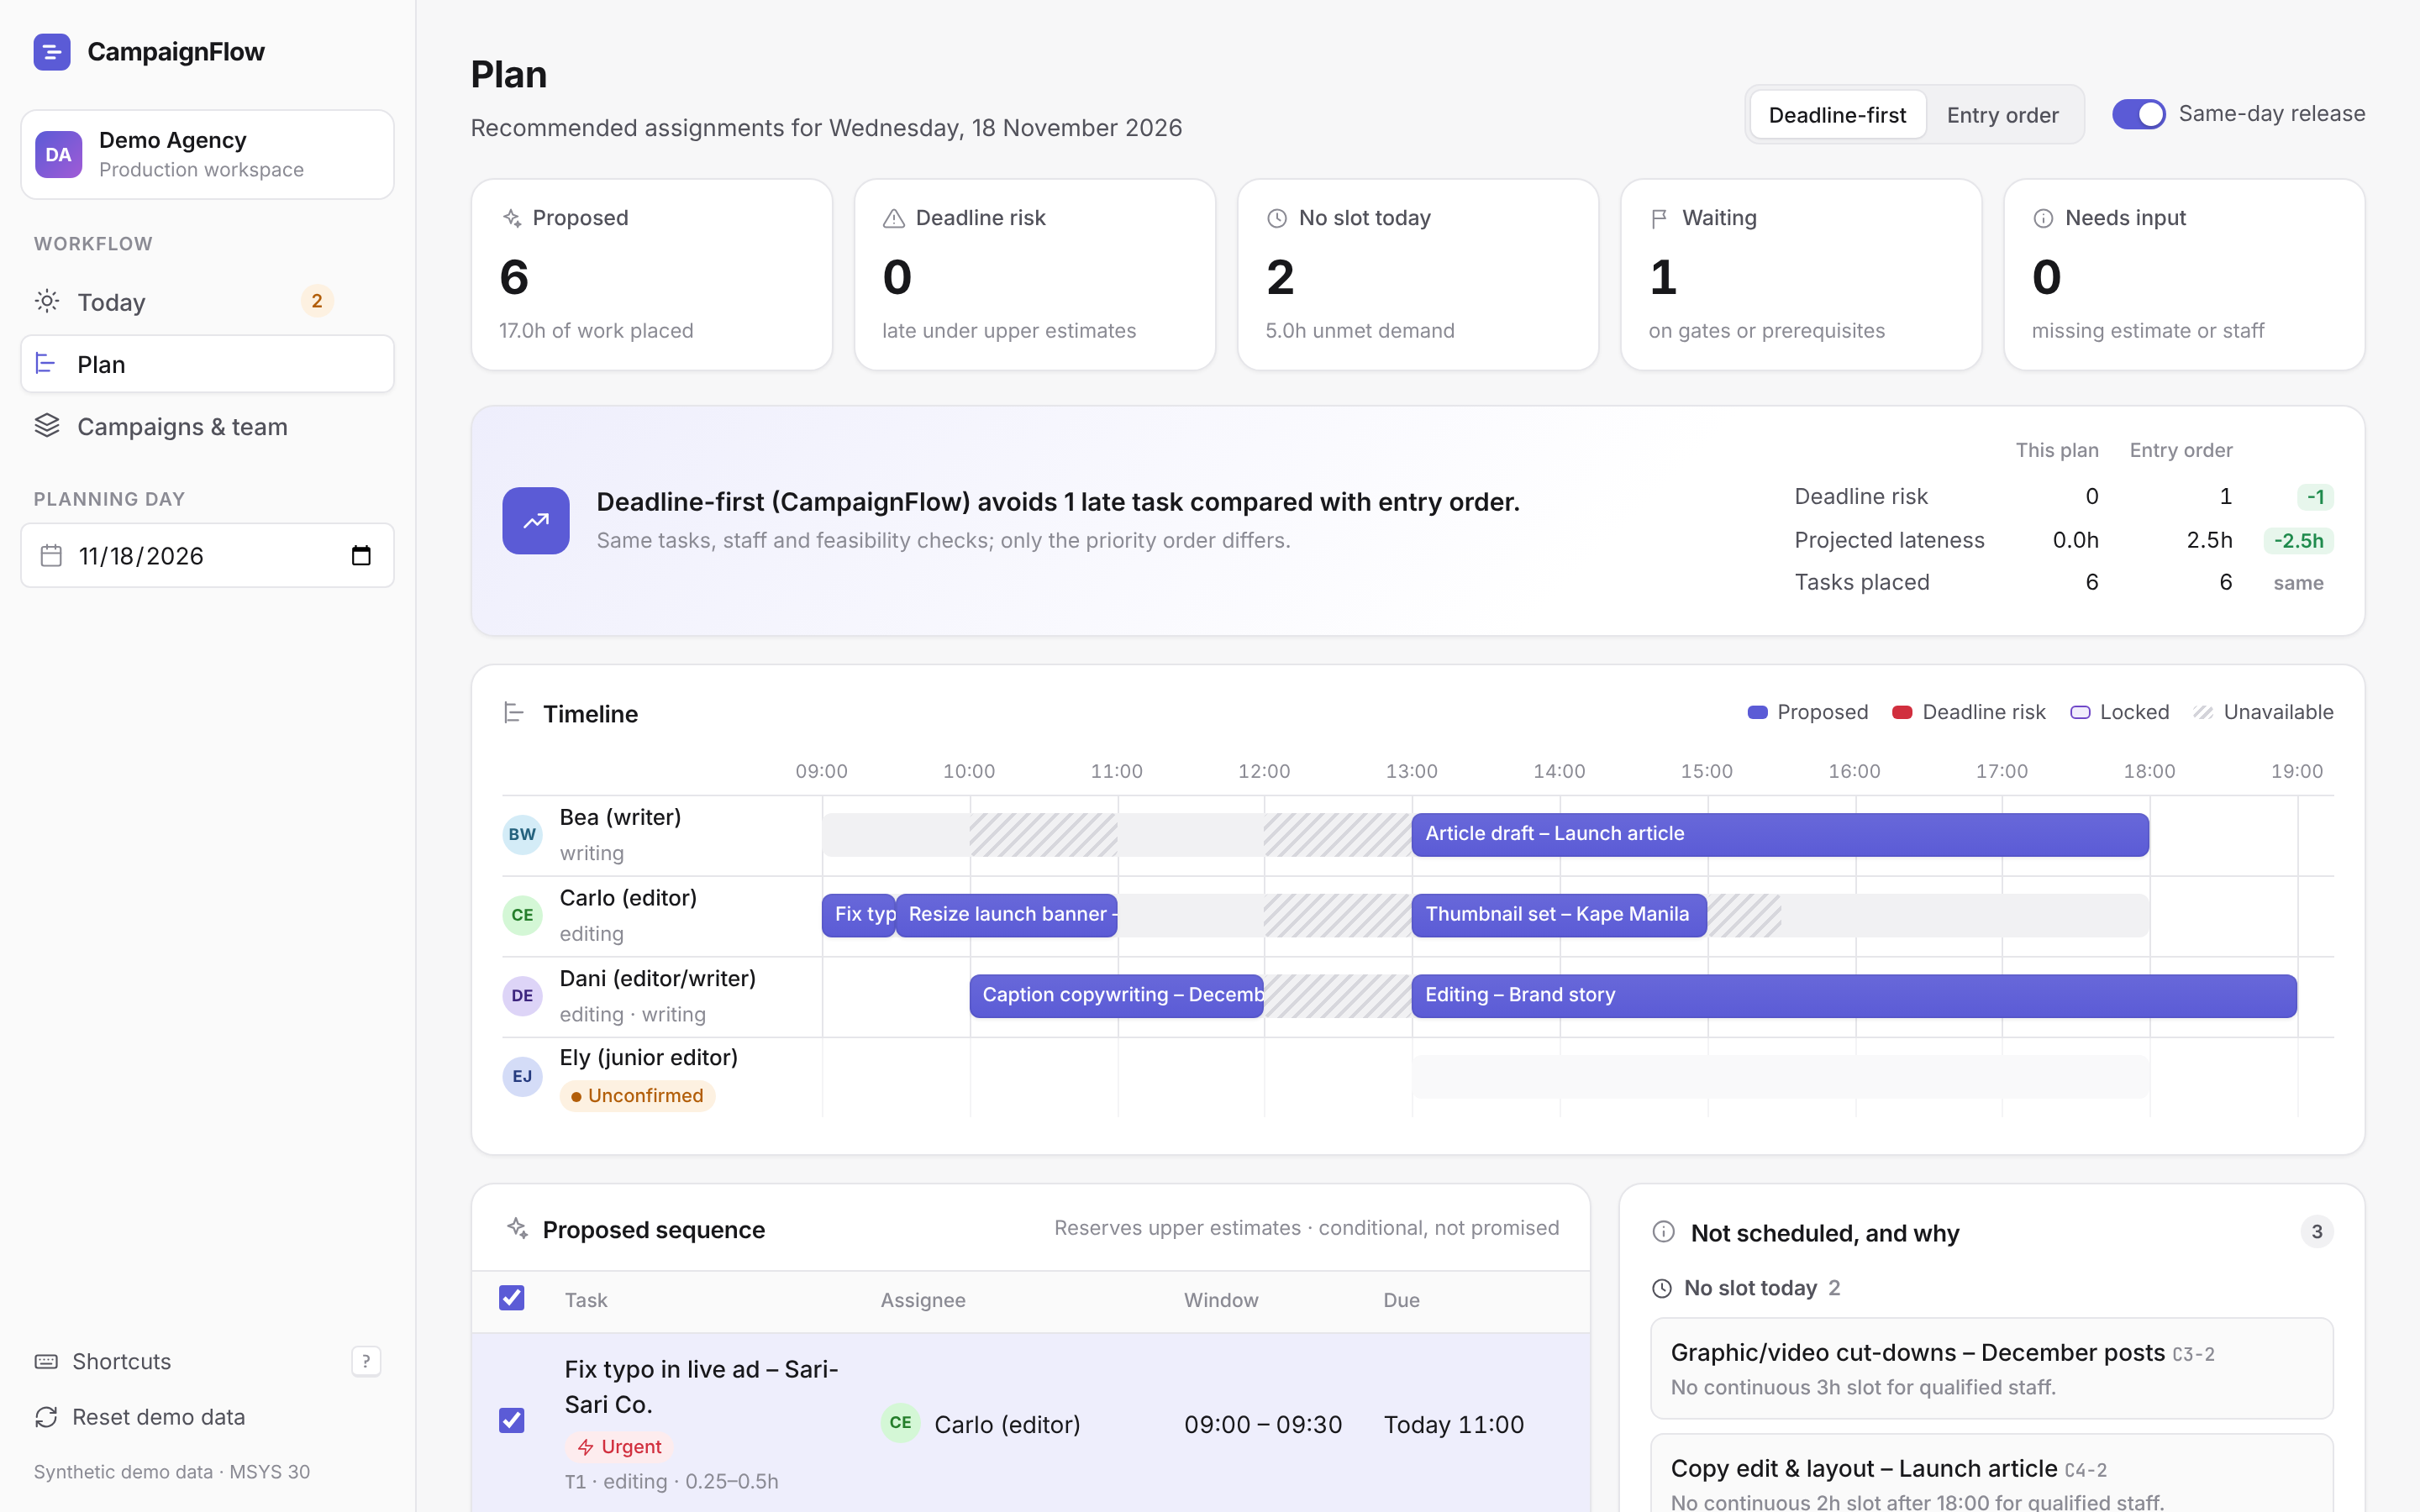 CampaignFlow
DA
Demo Agency
Production workspace
WORKFLOW
Today 2
Plan
Campaigns & team
PLANNING DAY
11/18/2026
Shortcuts ?
Reset demo data
Synthetic demo data · MSYS 30
Plan
Recommended assignments for Wednesday, 18 November 2026
Deadline-first Entry order Same-day release
Proposed
6
17.0h of work placed
Deadline risk
0
late under upper estimates
No slot today
2
5.0h unmet demand
Waiting
1
on gates or prerequisites
Needs input
0
missing estimate or staff
Deadline-first (CampaignFlow) avoids 1 late task compared with entry order.
Same tasks, staff and feasibility checks; only the priority order differs.
This plan Entry order
Deadline risk 0 1 -1
Projected lateness 0.0h 2.5h -2.5h
Tasks placed 6 6 same
Timeline
Proposed Deadline risk Locked Unavailable
09:00 10:00 11:00 12:00 13:00 14:00 15:00 16:00 17:00 18:00 19:00
BW Bea (writer)
writing
Article draft – Launch article
CE Carlo (editor)
editing
Fix typ Resize launch banner - Thumbnail set – Kape Manila
DE Dani (editor/writer)
editing · writing
Caption copywriting – Decemb Editing – Brand story
EJ Ely (junior editor)
Unconfirmed
Proposed sequence Reserves upper estimates · conditional, not promised
Task Assignee Window Due
Fix typo in live ad – Sari-
Sari Co.
Urgent
T1 · editing · 0.25–0.5h
CE Carlo (editor) 09:00 – 09:30 Today 11:00
Not scheduled, and why 3
No slot today 2
Graphic/video cut-downs – December posts C3-2
No continuous 3h slot for qualified staff.
Copy edit & layout – Launch article C4-2
No continuous 2h slot after 18:00 for qualified staff.